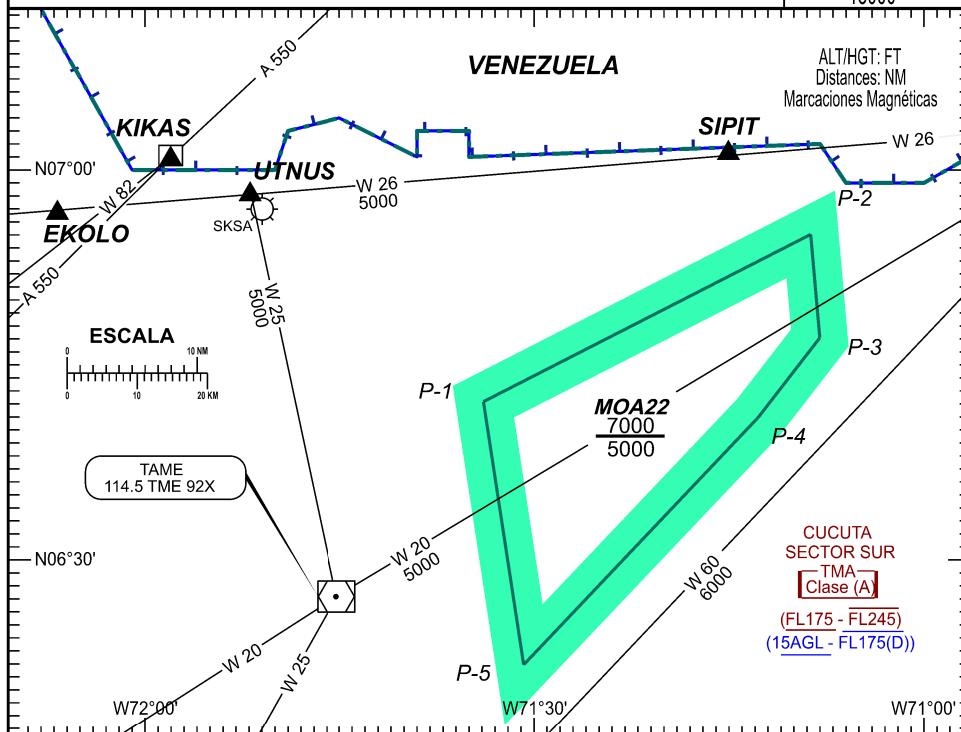 VENEZUELA
ALT/HGT: FT
Distances: NM
Marcaciones Magnéticas
A 550
KIKAS
SIPIT
W 26
N07°00'
UTNUS
W 82
W 26
5000
P-2
SKSA
EKOLO
A 550
W 25
5000
ESCALA
0
10 NM
0
10
20 KM
P-3
P-1
MOA22
7000
5000
P-4
TAME
114.5 TME 92X
CUCUTA
SECTOR SUR
TMA
Clase (A)
(FL175 - FL245)
(15AGL - FL175(D))
N06°30'
W 20
5000
W 60
6000
W 20
W 25
P-5
W72°00'
W71°30'
W71°00'